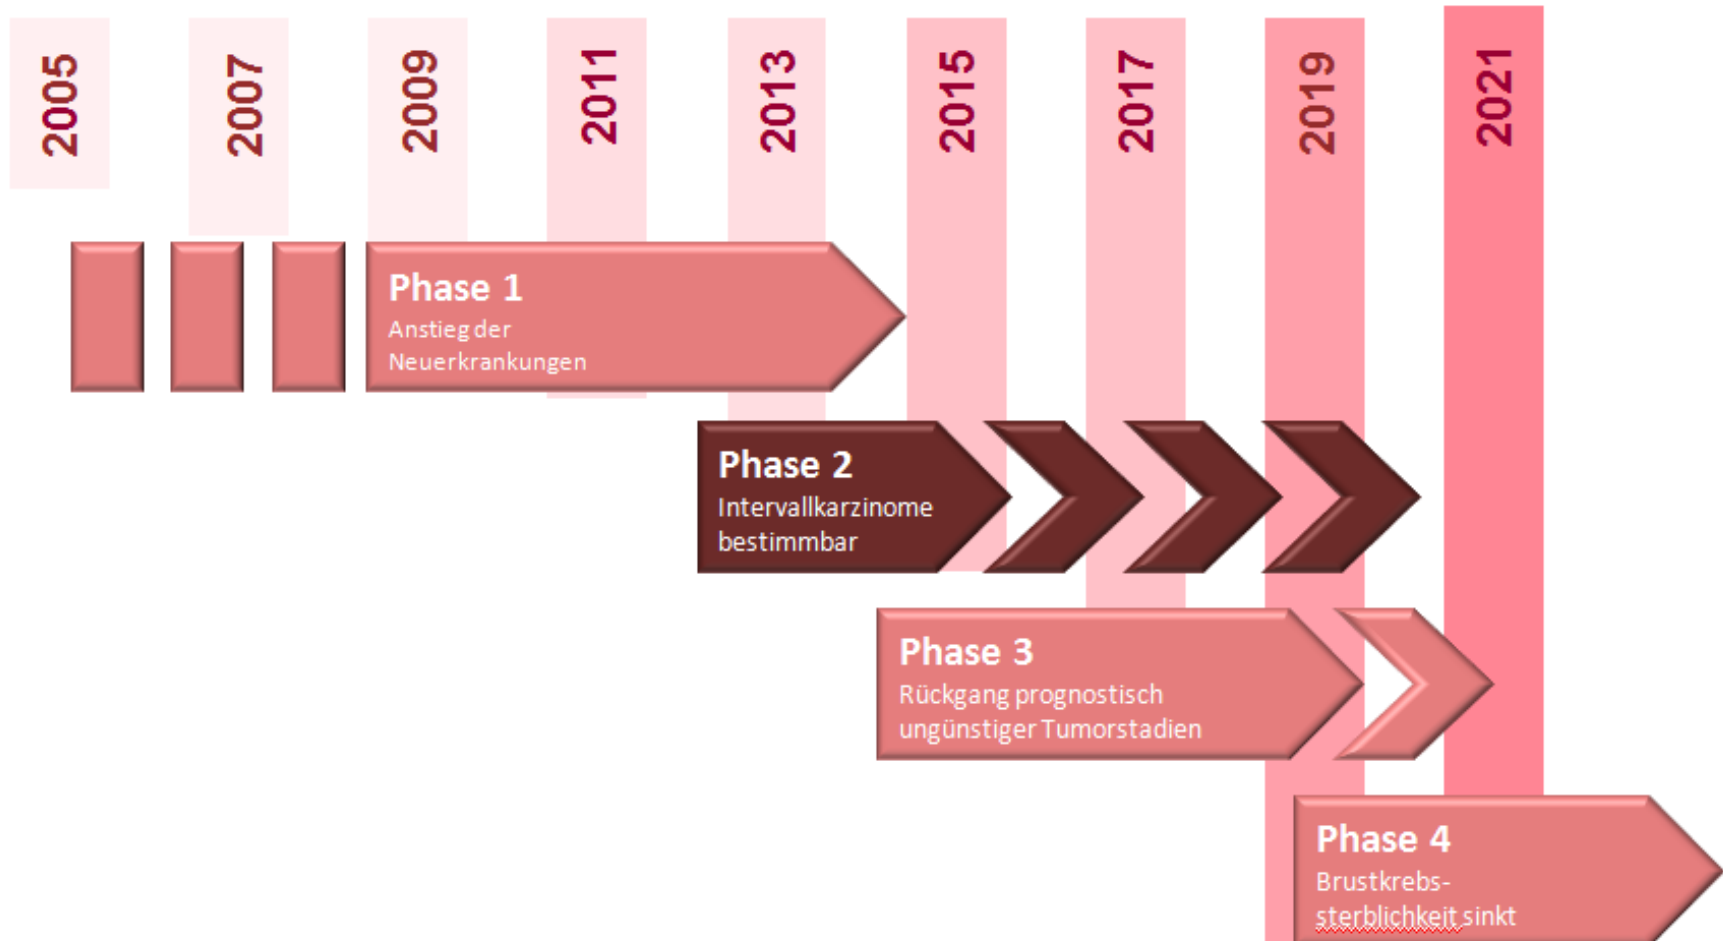 2005
2007
2009
2011
2013
2015
2017
2019
2021
Phase 1
Anstieg der
Neuerkrankungen
Phase 2
Intervallkarzinome
bestimmbar
Phase 3
Rückgang prognostisch
ungünstiger Tumorstadien
Phase 4
Brustkrebs-
sterblichkeit sinkt